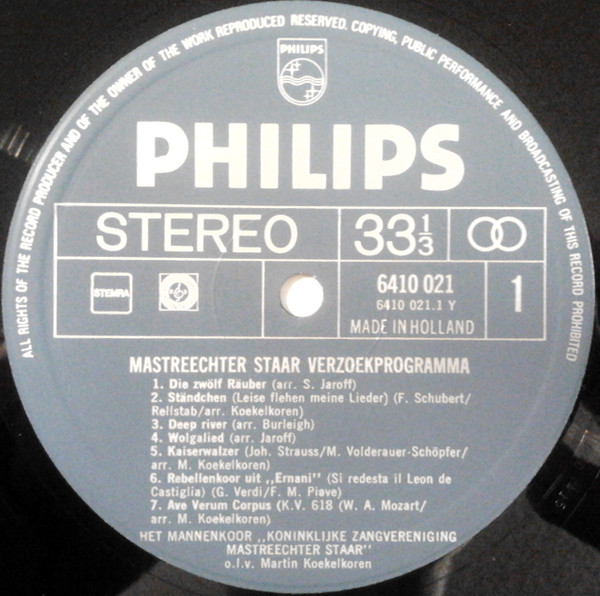 ALL RIGHTS OF THE RECORD PRODUCER AND OF THE OWNER OF THE WORK REPRODUCED RESERVED. COPYING, PUBLIC PERFORMANCE AND BROADCASTING OF THIS RECORD PROHIBITED
PHILIPS
PHILIPS
STEREO
33 1/3
STEMRA
6410 021
6410 021.1 Y
MADE IN HOLLAND
1
MASTREECHTER STAAR VERZOEKPROGRAMMA
1. Die zwölf Räuber (arr. S. Jaroff)
2. Ständchen (Leise flehen meine Lieder) (F. Schubert/
Rellstab/arr. Koekelkoren)
3. Deep river (arr. Burleigh)
4. Wolgalied (arr. Jaroff)
5. Kaiserwalzer (Joh. Strauss/M. Volderauer-Schöpfer/
arr. M. Koekelkoren)
6. Rebellenkoor uit „Ernani" (Si redesta il Leon de
Castiglia) (G. Verdi/F. M. Piave)
7. Ave Verum Corpus (K.V. 618 (W. A. Mozart/
arr. M. Koekelkoren)
HET MANNENKOOR „KONINKLIJKE ZANGVERENIGING
MASTREECHTER STAAR"
o.l.v. Martin Koekelkoren